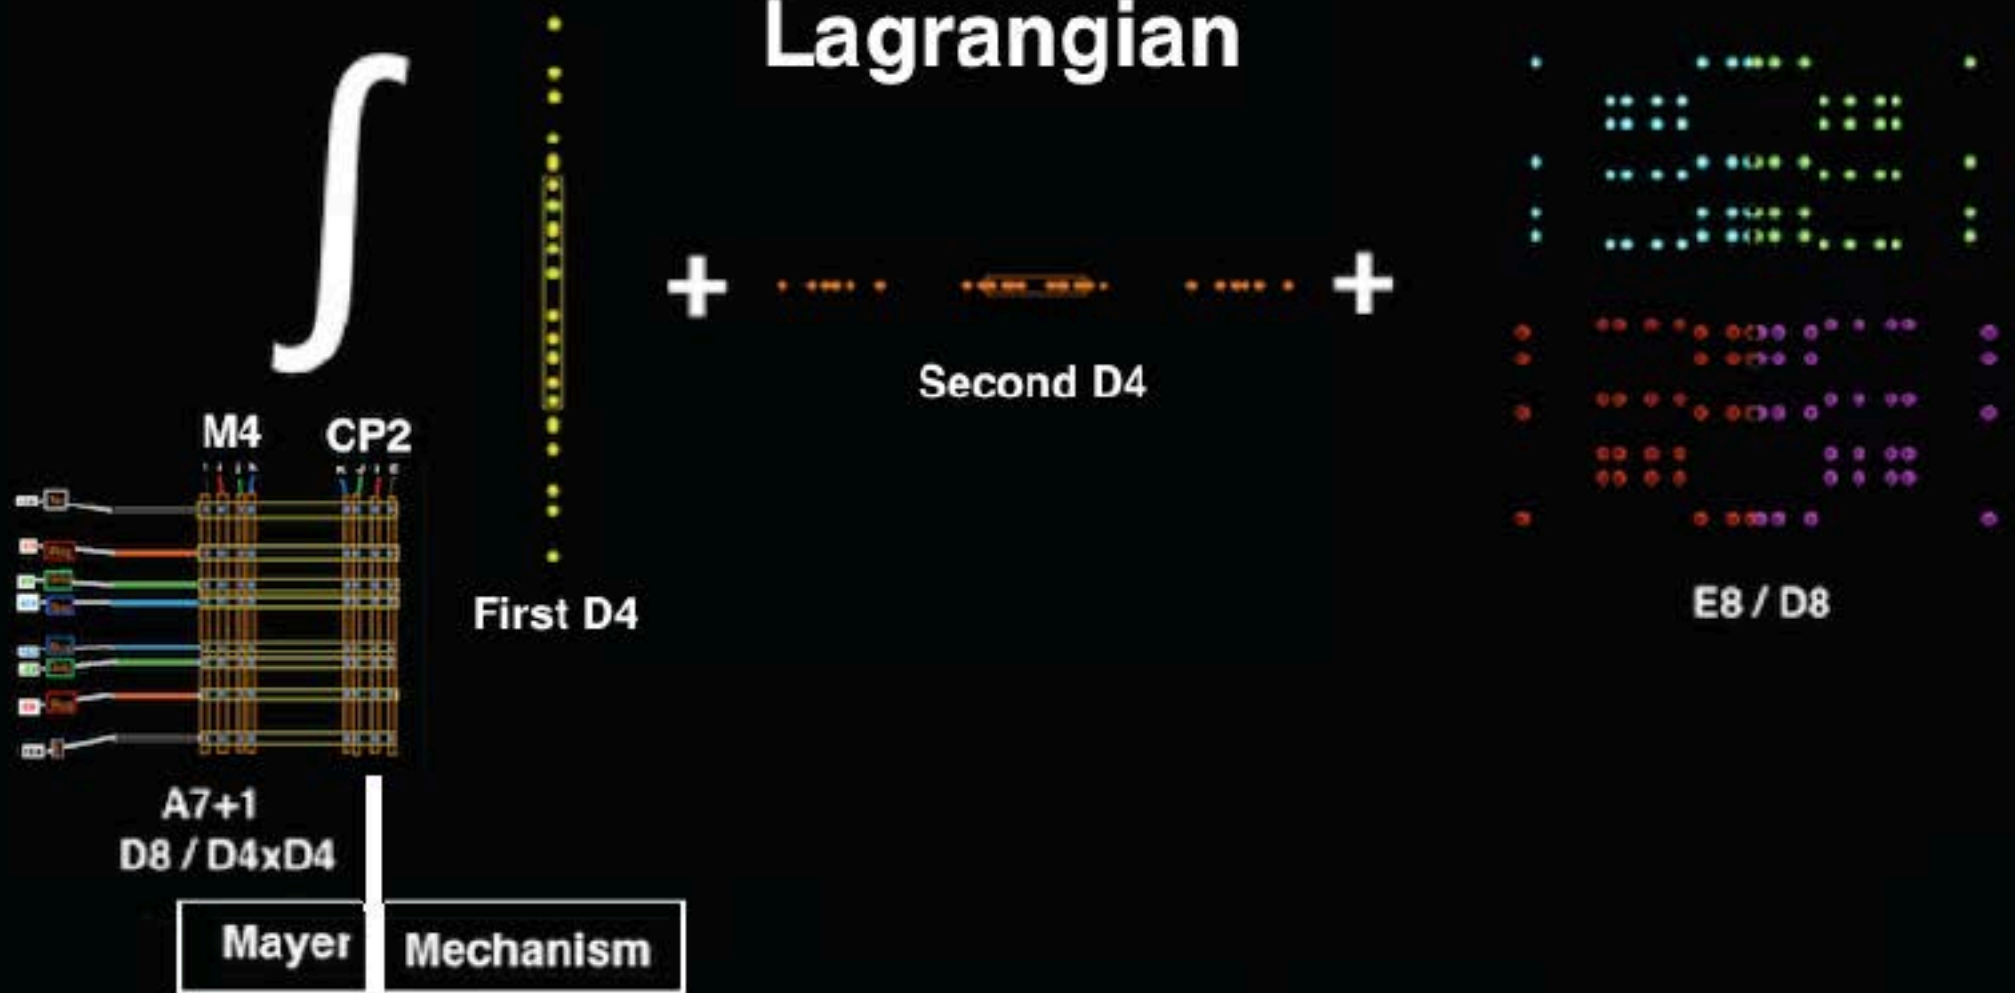 Lagrangian
∫
+
+
Second D4
M4 CP2
First D4
E8 / D8
A7+1
D8 / D4xD4
Mayer Mechanism